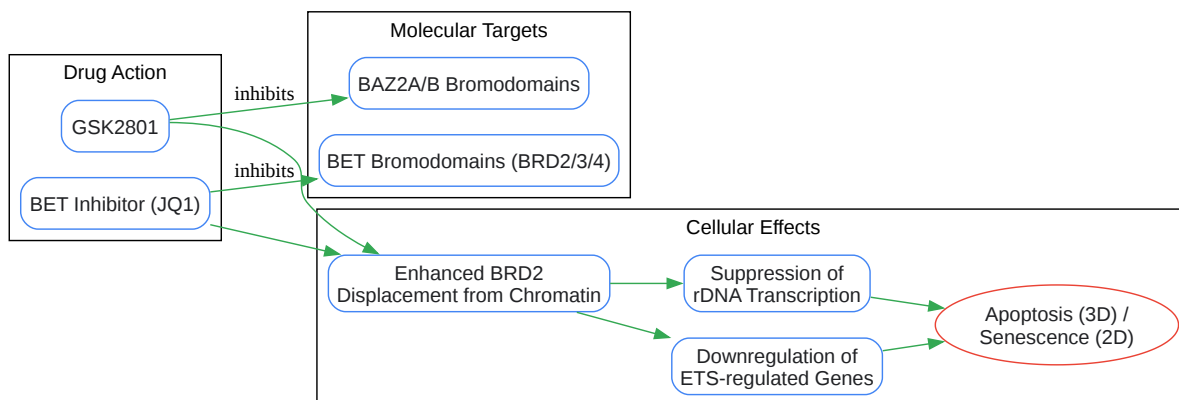 Drug Action
GSK2801
BET Inhibitor (JQ1)
inhibits
inhibits
Molecular Targets
BAZ2A/B Bromodomains
BET Bromodomains (BRD2/3/4)
Cellular Effects
Enhanced BRD2
Displacement from Chromatin
Suppression of
rDNA Transcription
Downregulation of
ETS-regulated Genes
Apoptosis (3D) /
Senescence (2D)